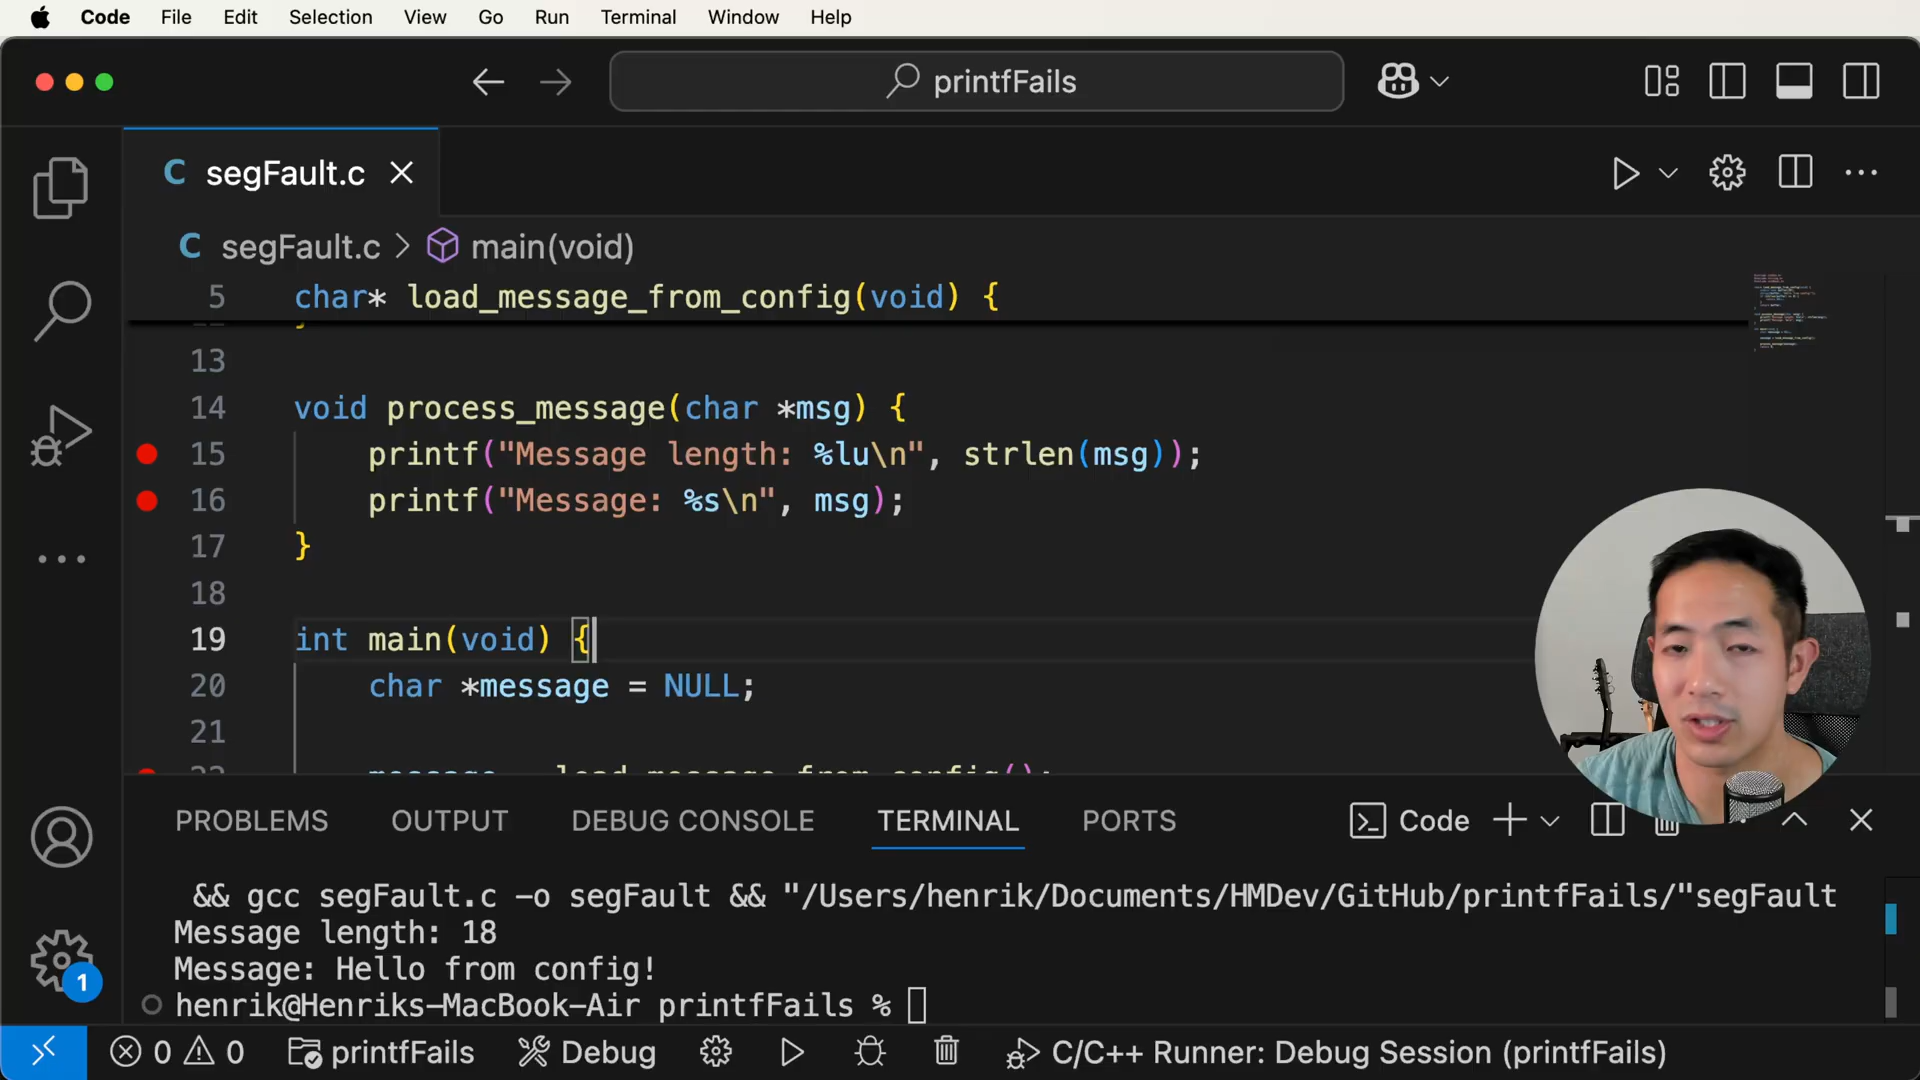 Code File Edit Selection View Go Run Terminal Window Help
printfFails
C segFault.c
C segFault.c > main(void)
5 char* load_message_from_config(void) {
13
14 void process_message(char *msg) {
15 printf("Message length: %lu\n", strlen(msg));
16 printf("Message: %s\n", msg);
17 }
18
19 int main(void) {
20 char *message = NULL;
21
22 message = load_message_from_config();
PROBLEMS OUTPUT DEBUG CONSOLE TERMINAL PORTS Code
&& gcc segFault.c -o segFault && "/Users/henrik/Documents/HMDev/GitHub/printfFails/"segFault
Message length: 18
Message: Hello from config!
henrik@Henriks-MacBook-Air printfFails %
1
0 0 printfFails Debug C/C++ Runner: Debug Session (printfFails)